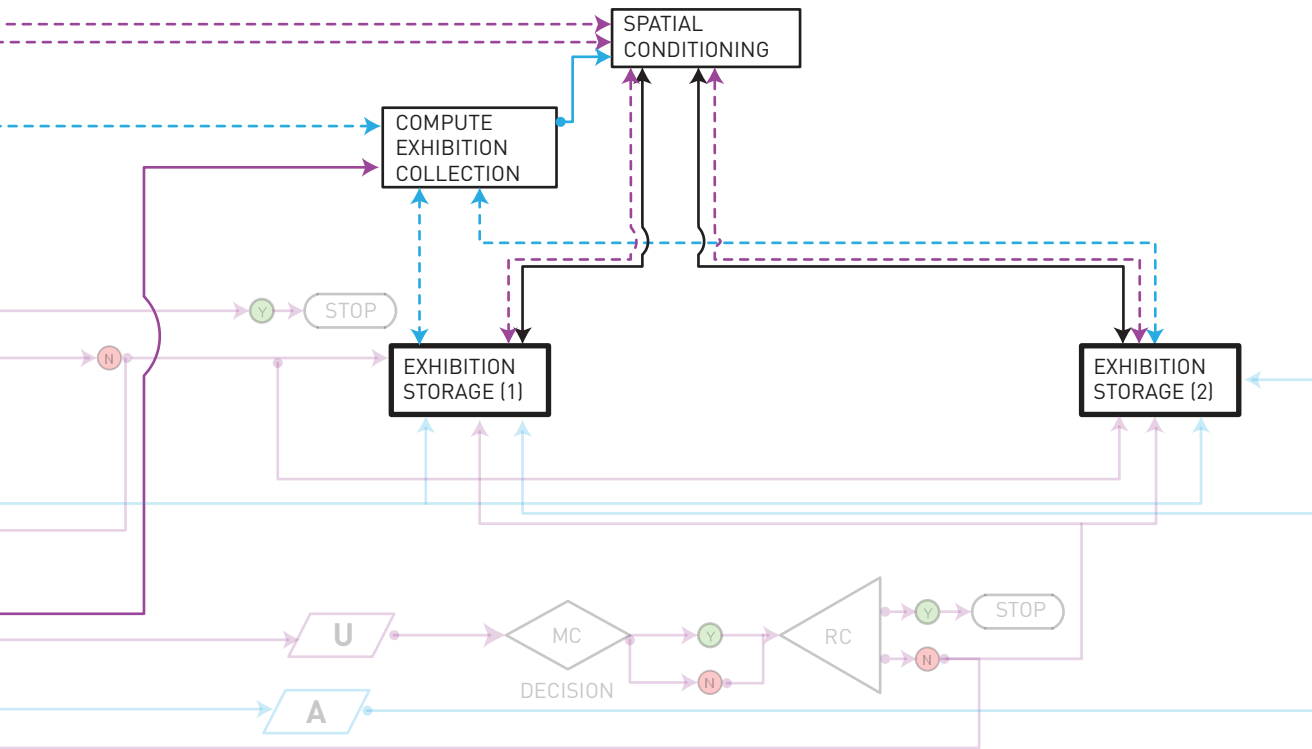 SPATIAL
CONDITIONING
COMPUTE
EXHIBITION
COLLECTION
Y
STOP
N
EXHIBITION
STORAGE (1)
EXHIBITION
STORAGE (2)
U
MC
DECISION
Y
N
RC
Y
STOP
N
A